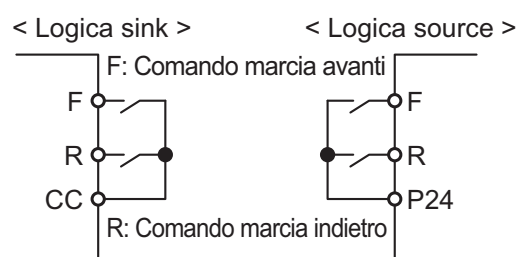 < Logica sink >
< Logica source >
F: Comando marcia avanti
F
F
R
R
CC
P24
R: Comando marcia indietro